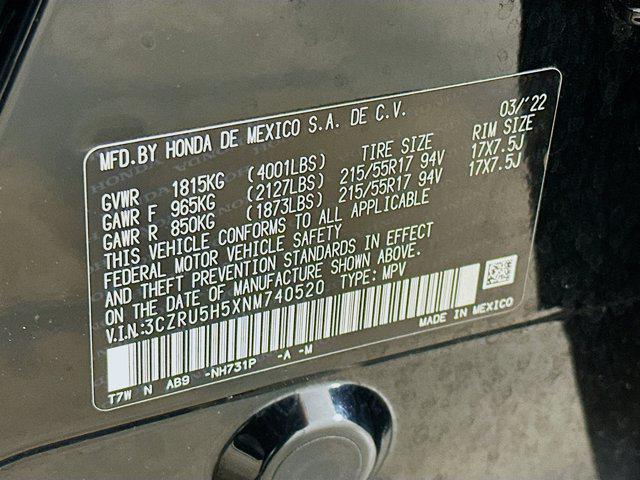 MFD. BY HONDA DE MEXICO S.A. DE C.V. 03/'22
TIRE SIZE RIM SIZE
GVWR 1815KG (4001LBS)
GAWR F 965KG (2127LBS) 215/55R17 94V 17X7.5J
GAWR R 850KG (1873LBS) 215/55R17 94V 17X7.5J
THIS VEHICLE CONFORMS TO ALL APPLICABLE
FEDERAL MOTOR VEHICLE SAFETY
AND THEFT PREVENTION STANDARDS IN EFFECT
ON THE DATE OF MANUFACTURE SHOWN ABOVE.
V.I.N.:3CZRU5H5XNM740520 TYPE: MPV
MADE IN MEXICO
T7W N AB9 -NH731P -A -M